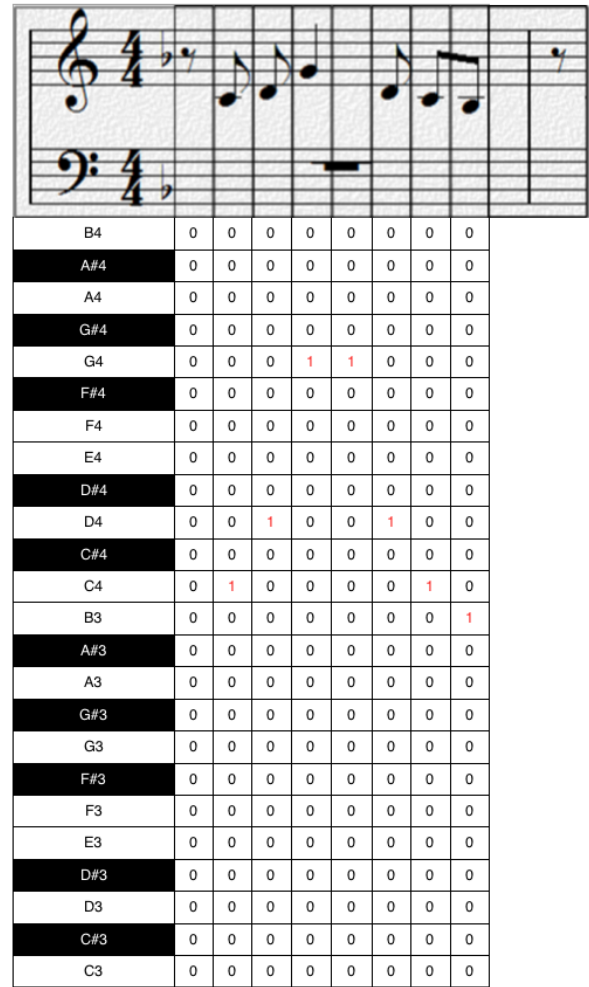 4 4
4 4
B4 0 0 0 0 0 0 0 0
A#4 0 0 0 0 0 0 0 0
A4 0 0 0 0 0 0 0 0
G#4 0 0 0 0 0 0 0 0
G4 0 0 0 1 1 0 0 0
F#4 0 0 0 0 0 0 0 0
F4 0 0 0 0 0 0 0 0
E4 0 0 0 0 0 0 0 0
D#4 0 0 0 0 0 0 0 0
D4 0 0 1 0 0 1 0 0
C#4 0 0 0 0 0 0 0 0
C4 0 1 0 0 0 0 1 0
B3 0 0 0 0 0 0 0 1
A#3 0 0 0 0 0 0 0 0
A3 0 0 0 0 0 0 0 0
G#3 0 0 0 0 0 0 0 0
G3 0 0 0 0 0 0 0 0
F#3 0 0 0 0 0 0 0 0
F3 0 0 0 0 0 0 0 0
E3 0 0 0 0 0 0 0 0
D#3 0 0 0 0 0 0 0 0
D3 0 0 0 0 0 0 0 0
C#3 0 0 0 0 0 0 0 0
C3 0 0 0 0 0 0 0 0